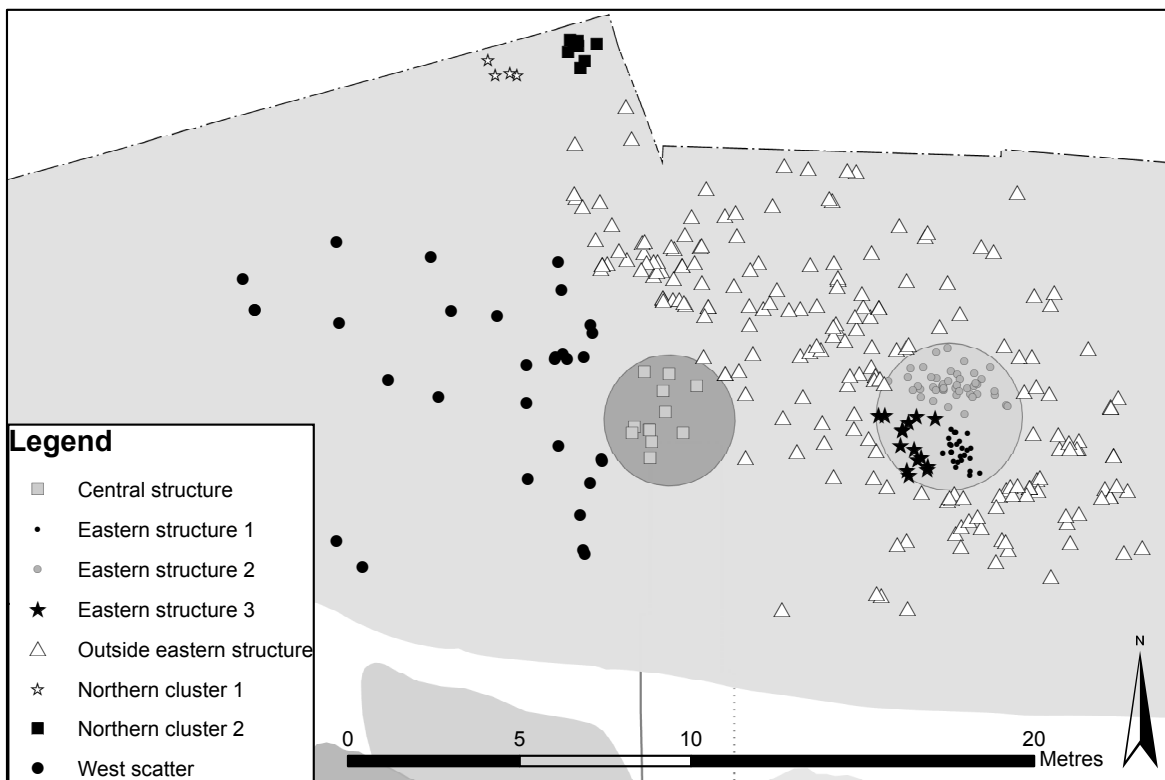 N
Legend
Central structure
Eastern structure 1
Eastern structure 2
Eastern structure 3
Outside eastern structure
Northern cluster 1
Northern cluster 2
West scatter
0 5 10 20
Metres